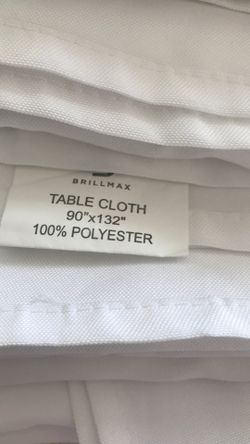 BRILLMAX
TABLE CLOTH
90"x132"
100% POLYESTER